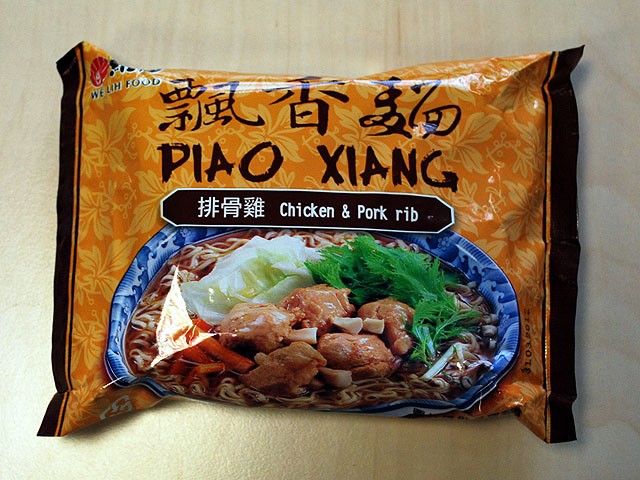 WEI LIH FOOD
飄香麵
PIAO XIANG
排骨雞 Chicken & Pork rib